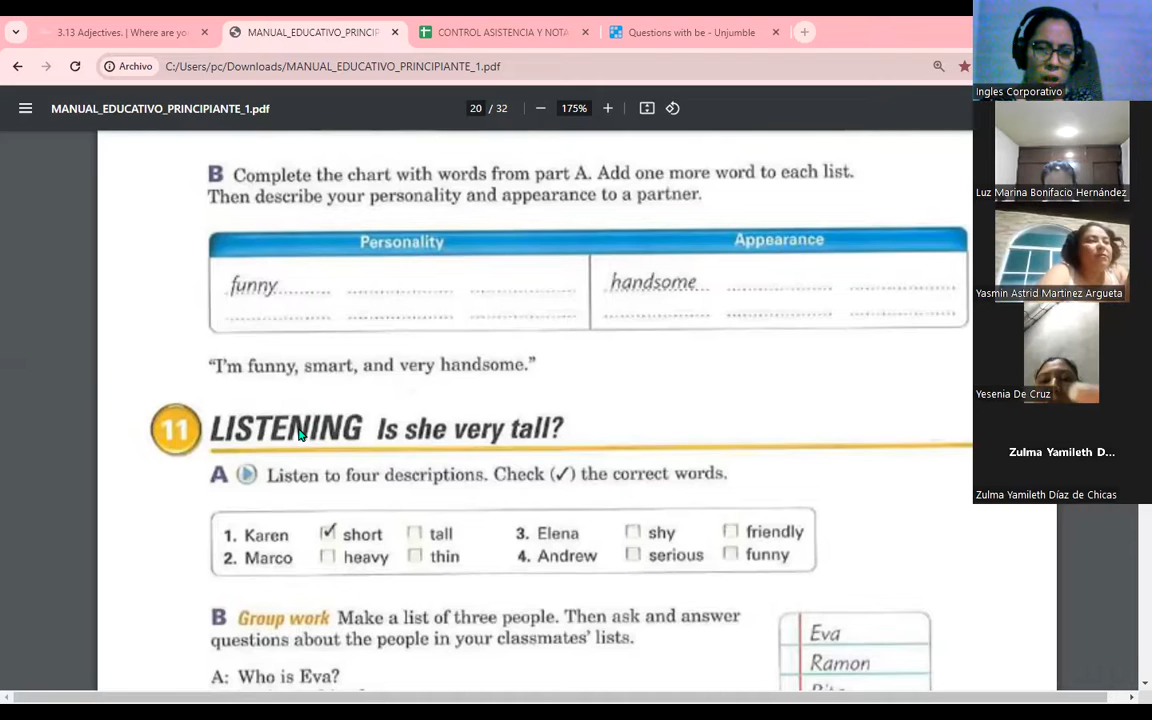 3.13 Adjectives. | Where are yo
MANUAL_EDUCATIVO_PRINCIP
CONTROL ASISTENCIA Y NOTA
Questions with be - Unjumble
Archivo
C:/Users/pc/Downloads/MANUAL_EDUCATIVO_PRINCIPIANTE_1.pdf
MANUAL_EDUCATIVO_PRINCIPIANTE_1.pdf
20 / 32
175%
B Complete the chart with words from part A. Add one more word to each list.
Then describe your personality and appearance to a partner.
Personality
Appearance
funny
handsome
“I'm funny, smart, and very handsome.”
11 LISTENING Is she very tall?
A Listen to four descriptions. Check (✓) the correct words.
1. Karen ✓ short tall 3. Elena shy friendly
2. Marco heavy thin 4. Andrew serious funny
B Group work Make a list of three people. Then ask and answer
questions about the people in your classmates' lists.
Eva
Ramon
A: Who is Eva?
Ingles Corporativo
Luz Marina Bonifacio Hernández
Yasmin Astrid Martinez Argueta
Yesenia De Cruz
Zulma Yamileth D...
Zulma Yamileth Díaz de Chicas